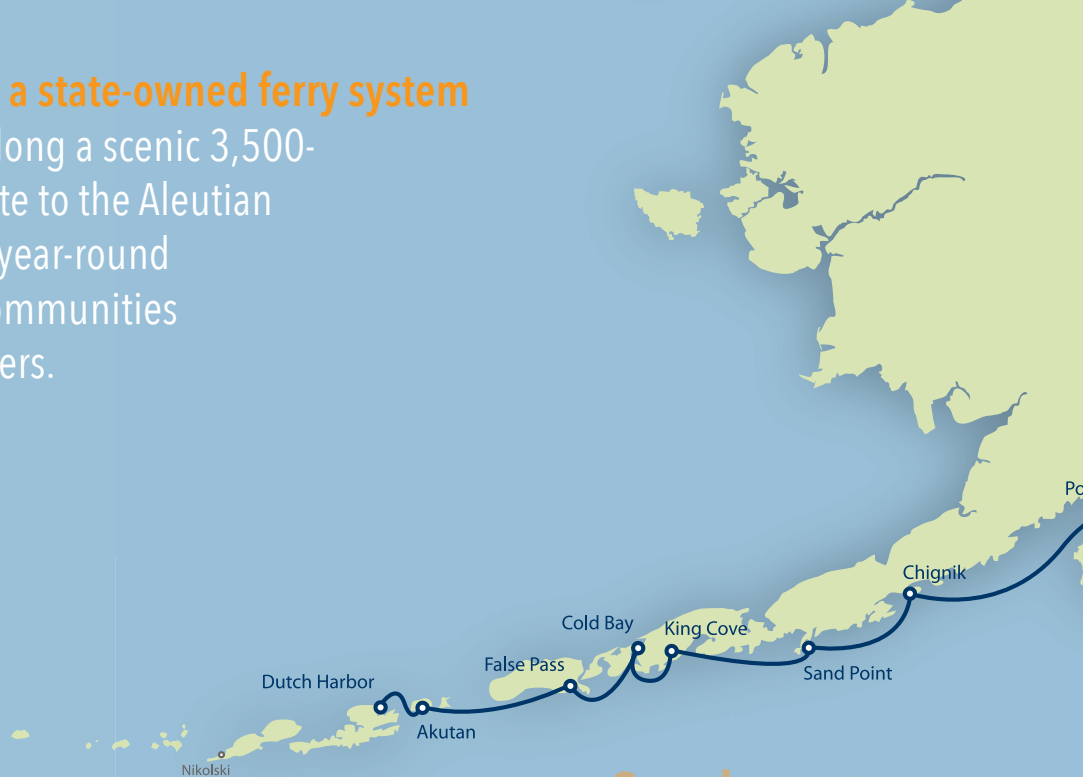 a state-owned ferry system
long a scenic 3,500-
te to the Aleutian
year-round
ommunities
ers.
Po
Chignik
Cold Bay
King Cove
False Pass
Sand Point
Dutch Harbor
Akutan
Nikolski